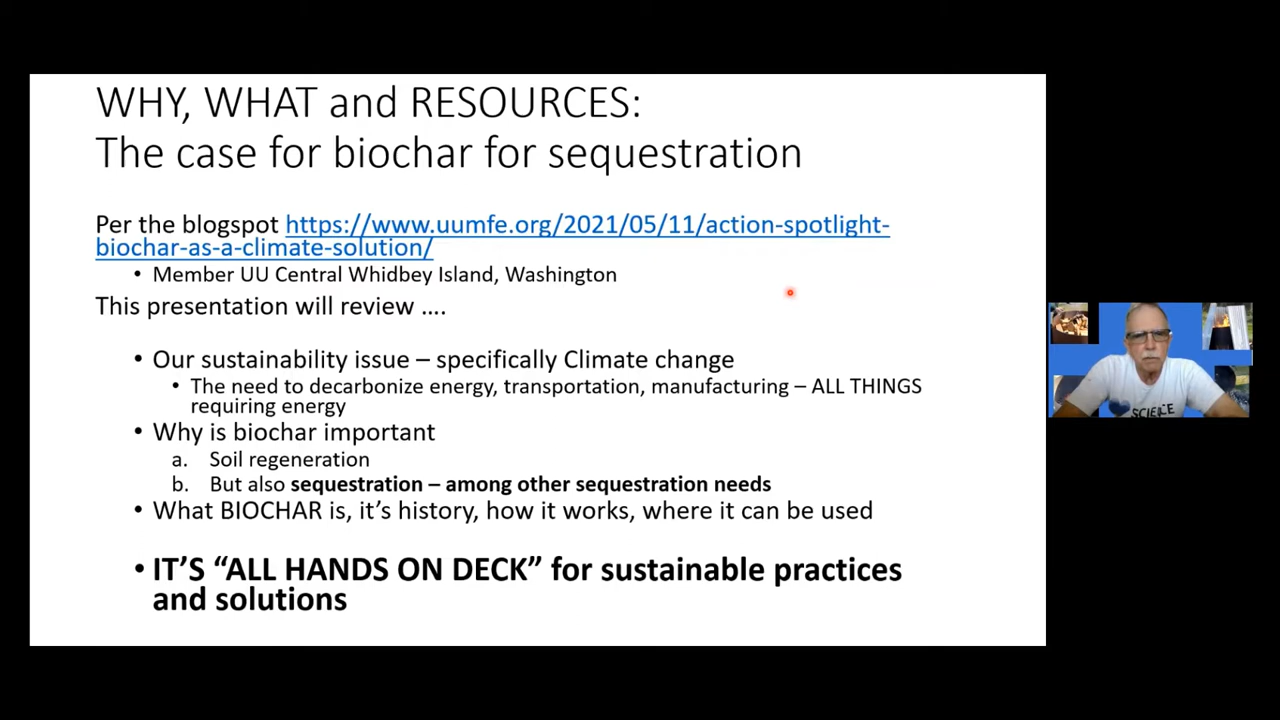 WHY, WHAT and RESOURCES:
The case for biochar for sequestration
Per the blogspot https://www.uumfe.org/2021/05/11/action-spotlight-
biochar-as-a-climate-solution/
• Member UU Central Whidbey Island, Washington
This presentation will review ….
• Our sustainability issue – specifically Climate change
• The need to decarbonize energy, transportation, manufacturing – ALL THINGS
requiring energy
• Why is biochar important
a. Soil regeneration
b. But also sequestration – among other sequestration needs
• What BIOCHAR is, it's history, how it works, where it can be used
• IT'S “ALL HANDS ON DECK” for sustainable practices
and solutions
SCIENCE